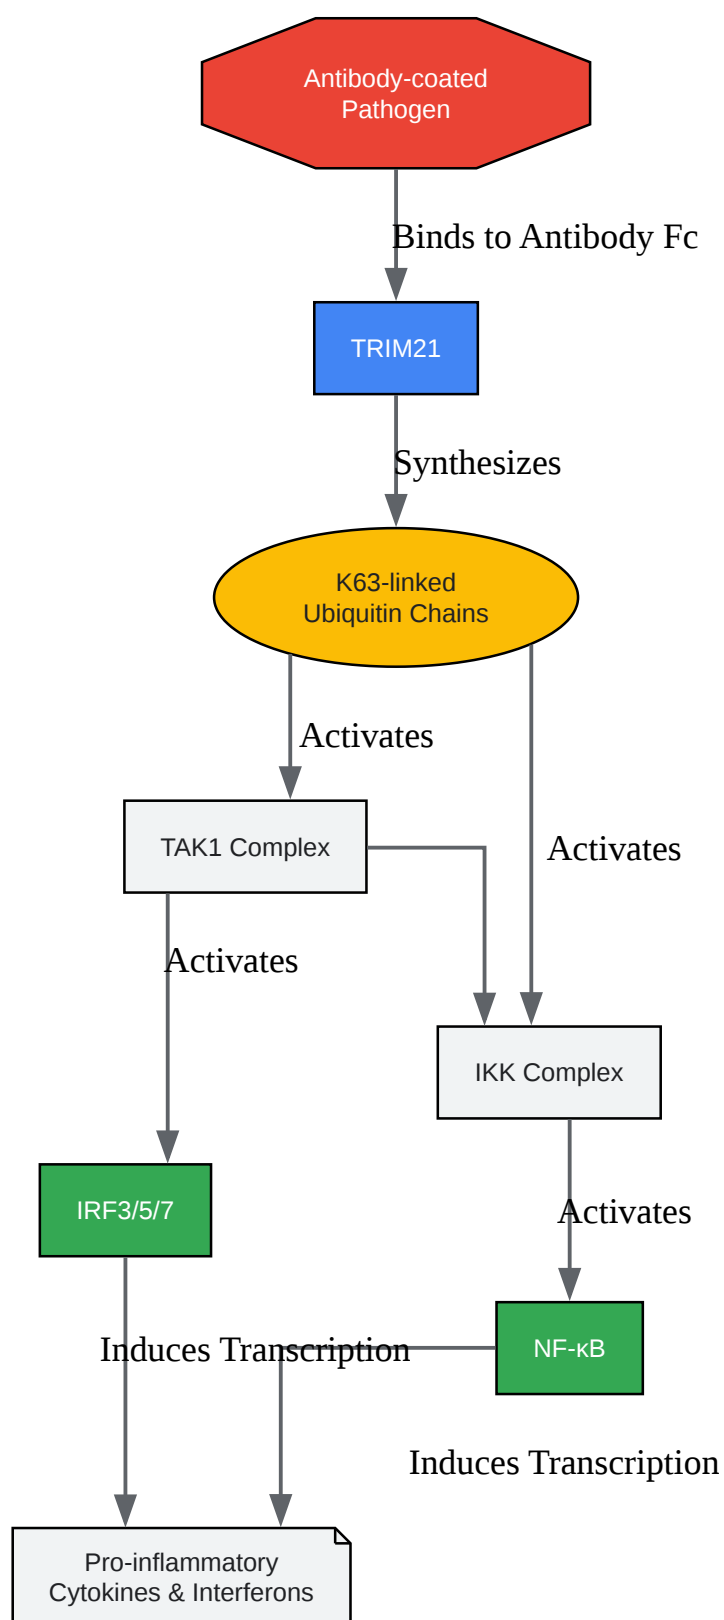 Antibody-coated
Pathogen
Binds to Antibody Fc
TRIM21
Synthesizes
K63-linked
Ubiquitin Chains
Activates
TAK1 Complex
Activates
Activates
IKK Complex
IRF3/5/7
Activates
Induces Transcription
NF-κB
Induces Transcription
Pro-inflammatory
Cytokines & Interferons